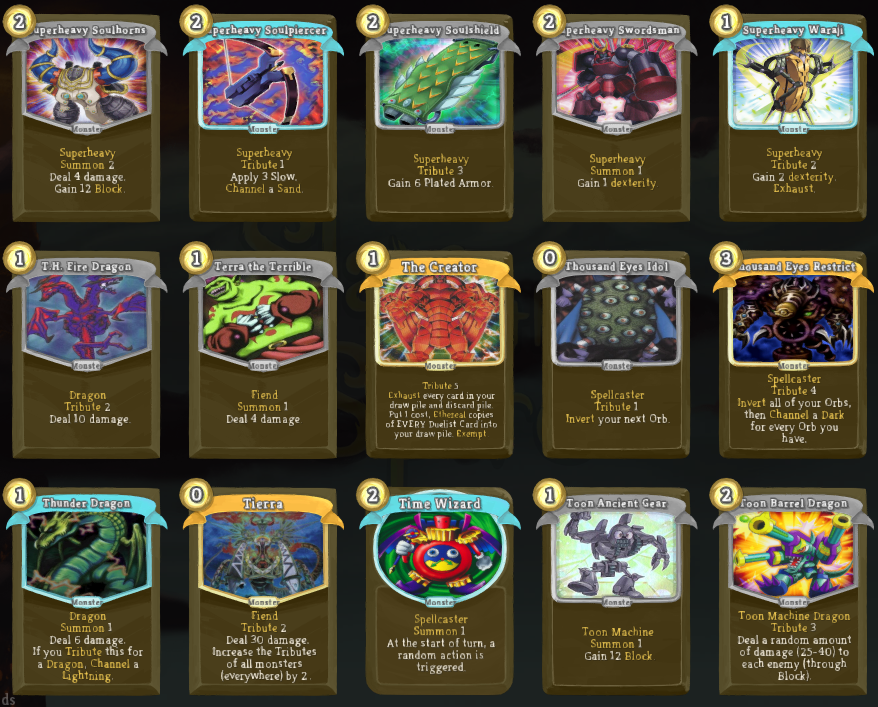 2
Superheavy Soulhorns
Monster
Superheavy
Summon 2
Deal 4 damage.
Gain 12 Block.
2
Superheavy Soulpiercer
Monster
Superheavy
Tribute 1
Apply 3 Slow,
Channel a Sand.
2
Superheavy Soulshield
Monster
Superheavy
Tribute 3
Gain 6 Plated Armor.
2
Superheavy Swordsman
Monster
Superheavy
Summon 1
Gain 1 dexterity.
1
Superheavy Waraji
Monster
Superheavy
Tribute 2
Gain 2 dexterity.
Exhaust.
1
T.H. Fire Dragon
Monster
Dragon
Tribute 2
Deal 10 damage.
1
Terra the Terrible
Monster
Fiend
Summon 1
Deal 4 damage.
1
The Creator
Monster
Tribute 5
Exhaust every card in your
draw pile and discard pile.
Put 1 cost, Ethereal copies
of EVERY Duelist Card into
your draw pile. Exempt
0
Thousand Eyes Idol
Monster
Spellcaster
Tribute 1
Invert your next Orb.
3
Thousand Eyes Restrict
Monster
Spellcaster
Tribute 4
Invert all of your Orbs,
then Channel a Dark
for every Orb you
have.
1
Thunder Dragon
Monster
Dragon
Summon 1
Deal 6 damage.
If you Tribute this for
a Dragon, Channel a
Lightning.
0
Tierra
Monster
Fiend
Tribute 2
Deal 30 damage.
Increase the Tributes
of all monsters
(everywhere) by 2.
2
Time Wizard
Monster
Spellcaster
Summon 1
At the start of turn, a
random action is
triggered.
1
Toon Ancient Gear
Monster
Toon Machine
Summon 1
Gain 12 Block.
2
Toon Barrel Dragon
Monster
Toon Machine Dragon
Tribute 3
Deal a random amount
of damage (25-40) to
each enemy (through
Block).
ds